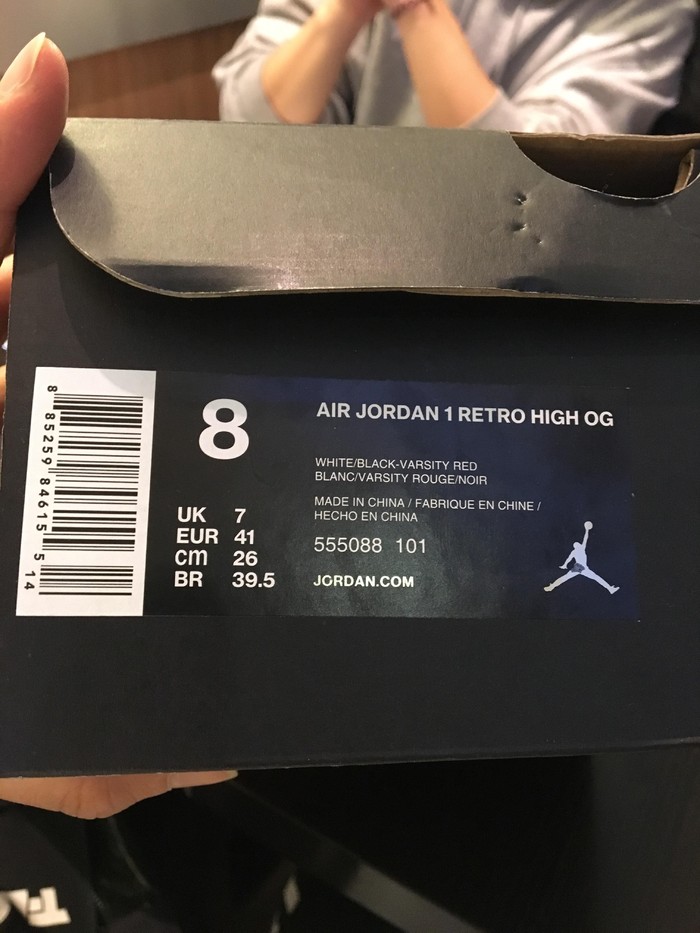 8 85259 84615 5 14
8
AIR JORDAN 1 RETRO HIGH OG
WHITE/BLACK-VARSITY RED
BLANC/VARSITY ROUGE/NOIR
MADE IN CHINA / FABRIQUE EN CHINE /
HECHO EN CHINA
555088 101
JORDAN.COM
UK 7
EUR 41
cm 26
BR 39.5